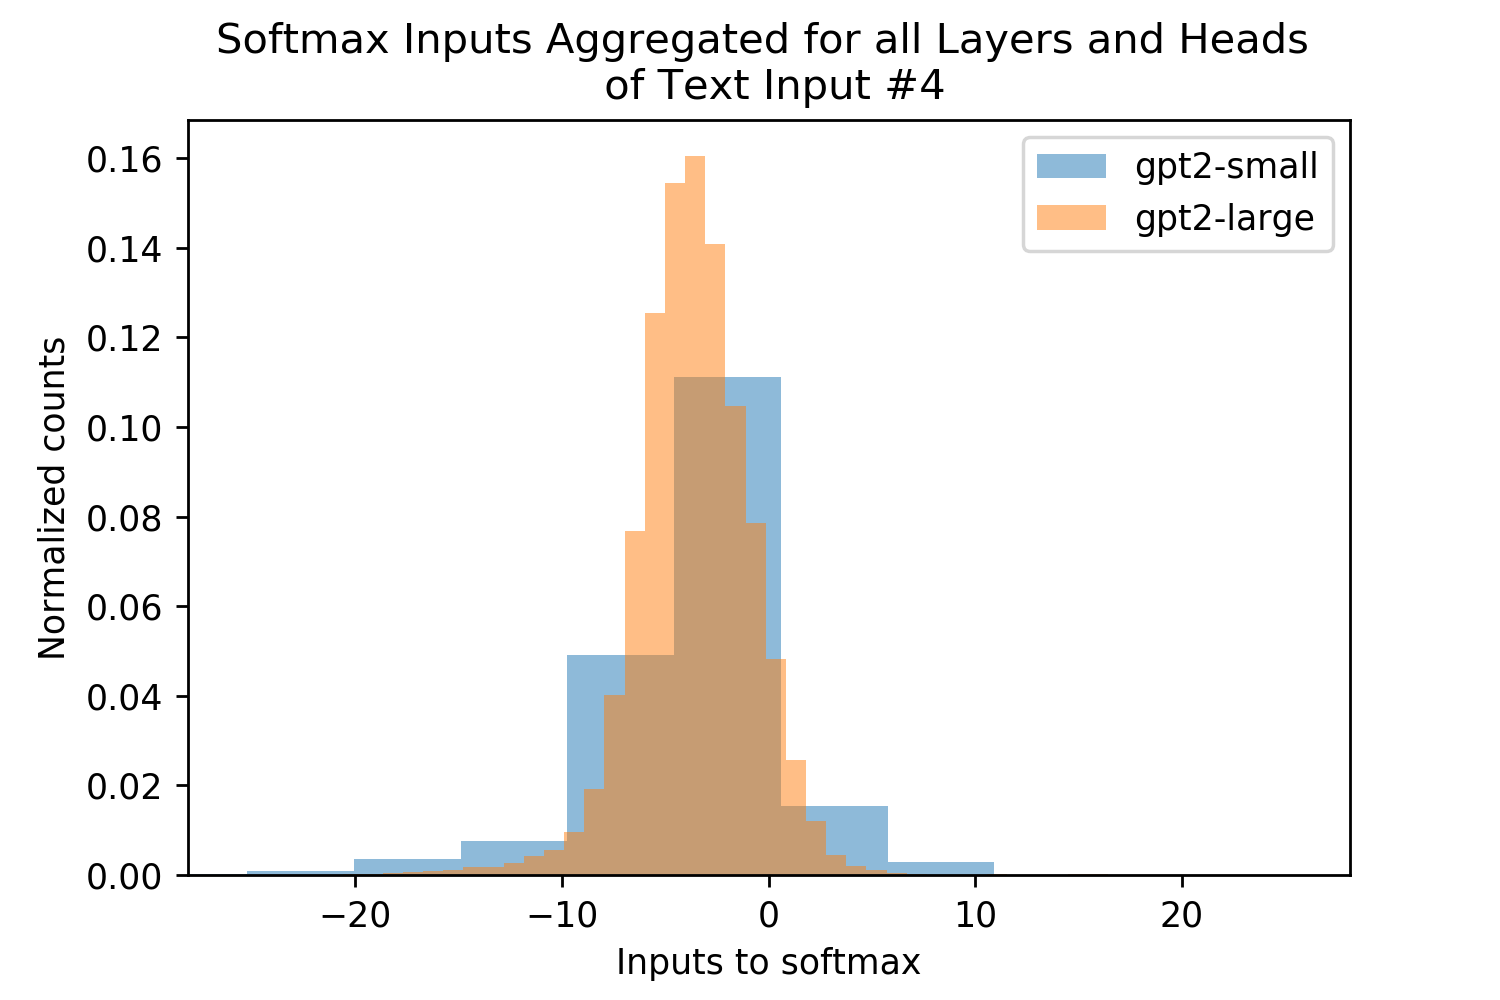 Softmax Inputs Aggregated for all Layers and Heads
of Text Input #4
gpt2-small
gpt2-large
Normalized counts
0.16
0.14
0.12
0.10
0.08
0.06
0.04
0.02
0.00
−20
−10
0
10
20
Inputs to softmax